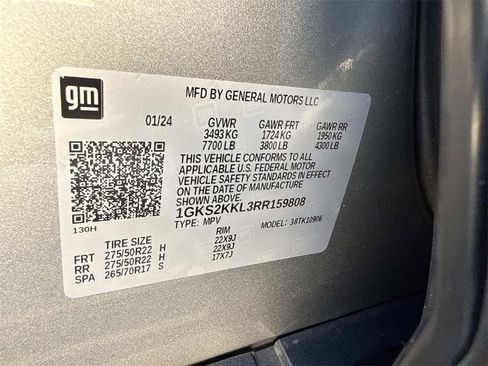 gm
MFD BY GENERAL MOTORS LLC
01/24 GVWR GAWR FRT GAWR RR
3493 KG 1724 KG 1950 KG
7700 LB 3800 LB 4300 LB
THIS VEHICLE CONFORMS TO ALL
APPLICABLE U.S. FEDERAL MOTOR
VEHICLE SAFETY STANDARDS IN
EFFECT ON THE DATE OF MANUFACTURE
SHOWN ABOVE.
1GKS2KKL3RR159808
130H TYPE: MPV MODEL: 38TK10906
TIRE SIZE RIM
FRT 275/50R22 H 22X9J
RR 275/50R22 H 22X9J
SPA 265/70R17 S 17X7J